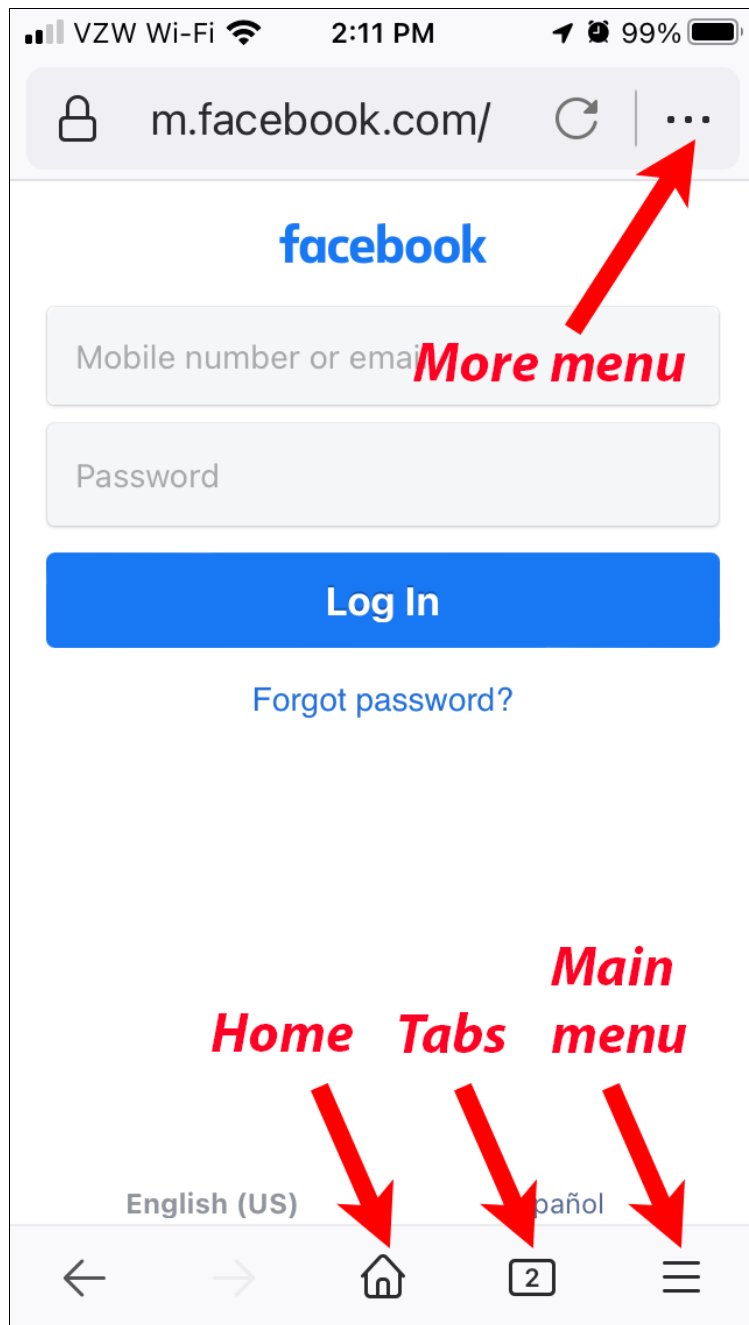 VZW Wi-Fi 2:11 PM 99%
m.facebook.com/
facebook
Mobile number or email
More menu
Password
Log In
Forgot password?
Main
Home Tabs menu
English (US) pañol
2